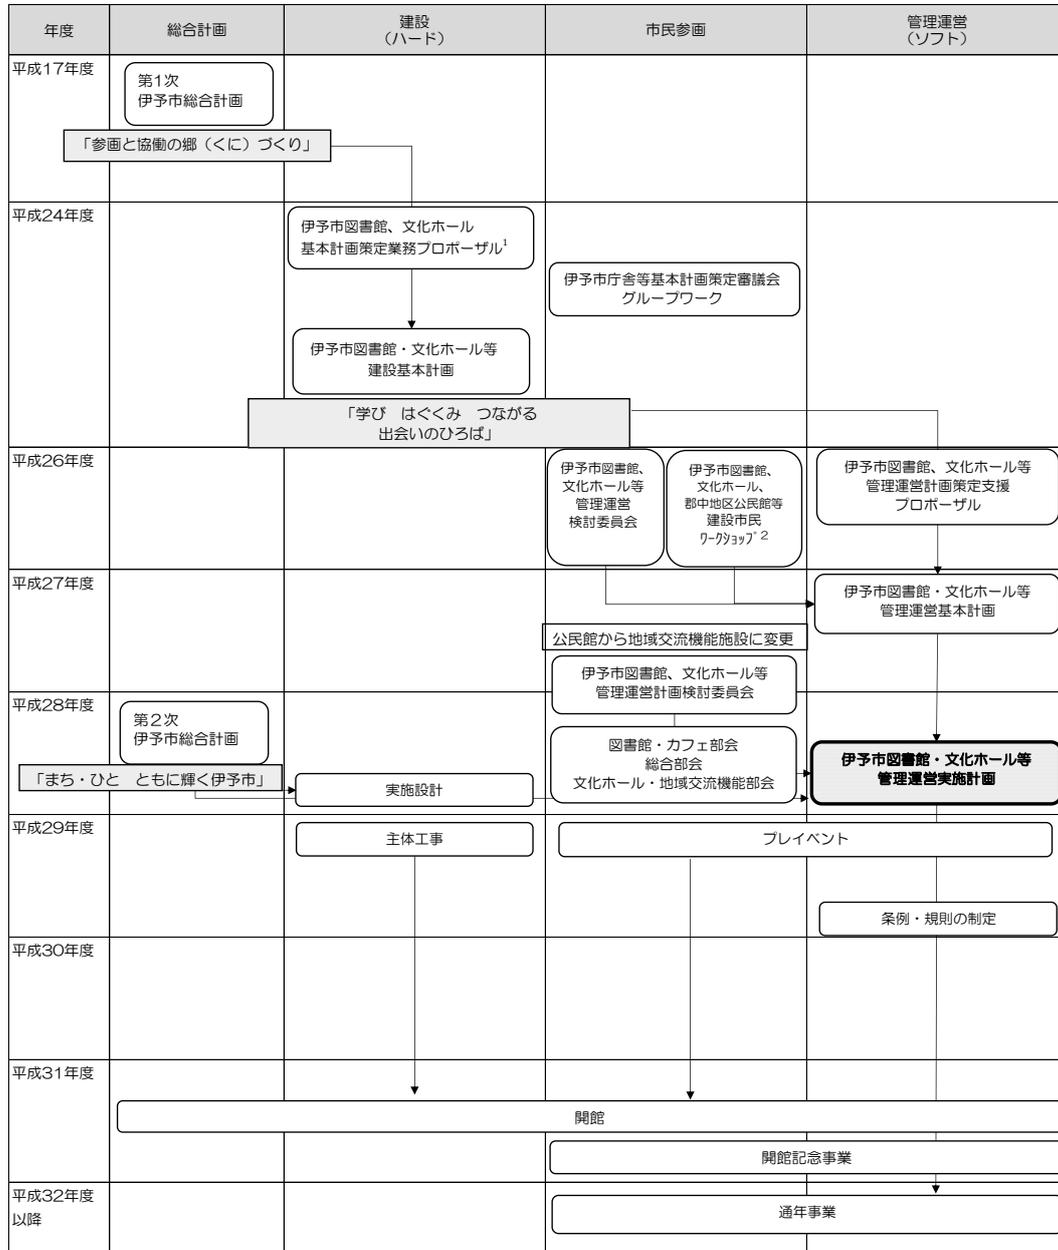 年度
総合計画
建設
（ハード）
市民参画
管理運営
（ソフト）
平成17年度
第1次
伊予市総合計画
「参画と協働の郷（くに）づくり」
平成24年度
伊予市図書館、文化ホール
基本計画策定業務プロポーザル1
伊予市庁舎等基本計画策定審議会
グループワーク
伊予市図書館・文化ホール等
建設基本計画
「学び　はぐくみ　つながる
出会いのひろば」
平成26年度
伊予市図書館、
文化ホール等
管理運営
検討委員会
伊予市図書館、
文化ホール、
郡中地区公民館等
建設市民
ﾜｰｸｼｮｯﾌﾟ2
伊予市図書館、文化ホール等
管理運営計画策定支援
プロポーザル
平成27年度
伊予市図書館・文化ホール等
管理運営基本計画
公民館から地域交流機能施設に変更
伊予市図書館、文化ホール等
管理運営計画検討委員会
平成28年度
第２次
伊予市総合計画
「まち・ひと　ともに輝く伊予市」
実施設計
図書館・カフェ部会
総合部会
文化ホール・地域交流機能部会
伊予市図書館・文化ホール等
管理運営実施計画
平成29年度
主体工事
プレイベント
条例・規則の制定
平成30年度
平成31年度
開館
開館記念事業
平成32年度
以降
通年事業